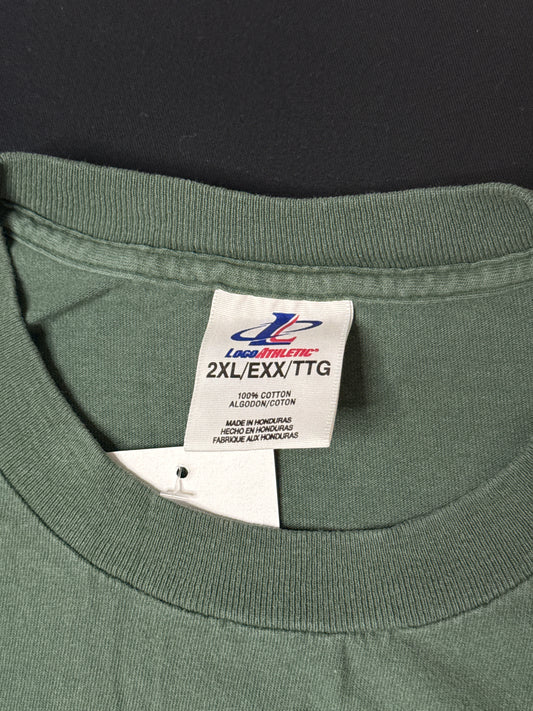 LOGOATHLETIC
2XL/EXX/TTG
100% COTTON
ALGODON/COTON
MADE IN HONDURAS
HECHO EN HONDURAS
FABRIQUE AUX HONDURAS